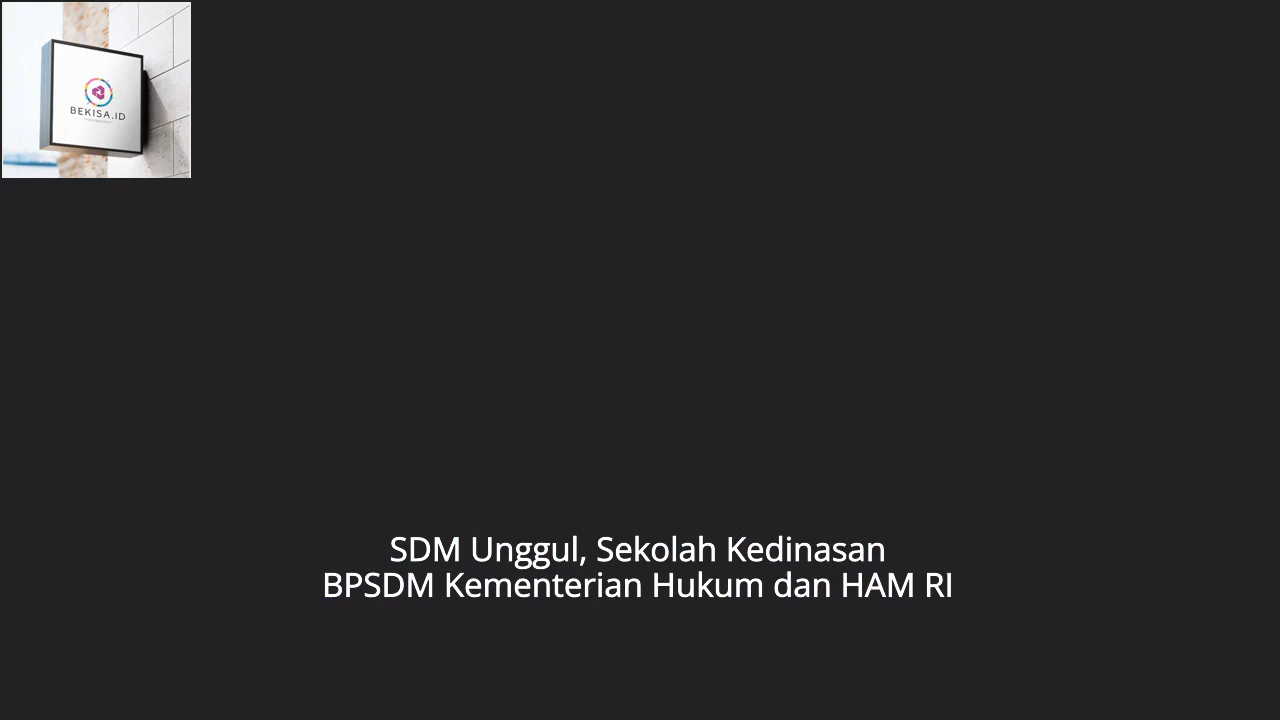 BEKISA.ID
SDM Unggul, Sekolah Kedinasan
BPSDM Kementerian Hukum dan HAM RI